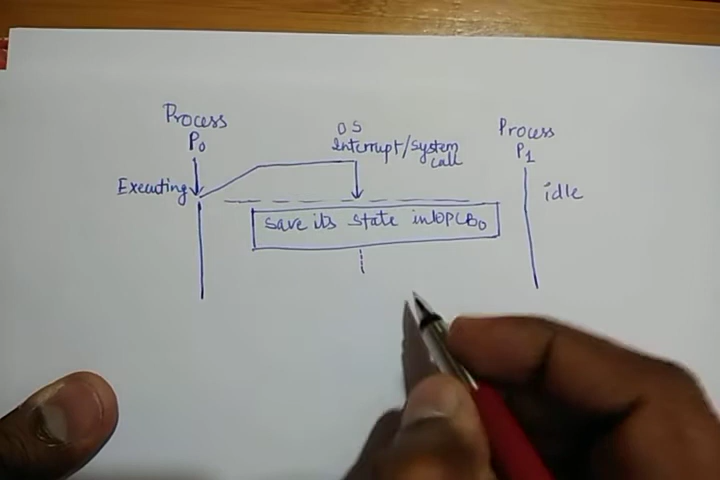 Process
P0
OS
Interrupt/System
call
Process
P1
Executing
idle
Save its state into PCB0